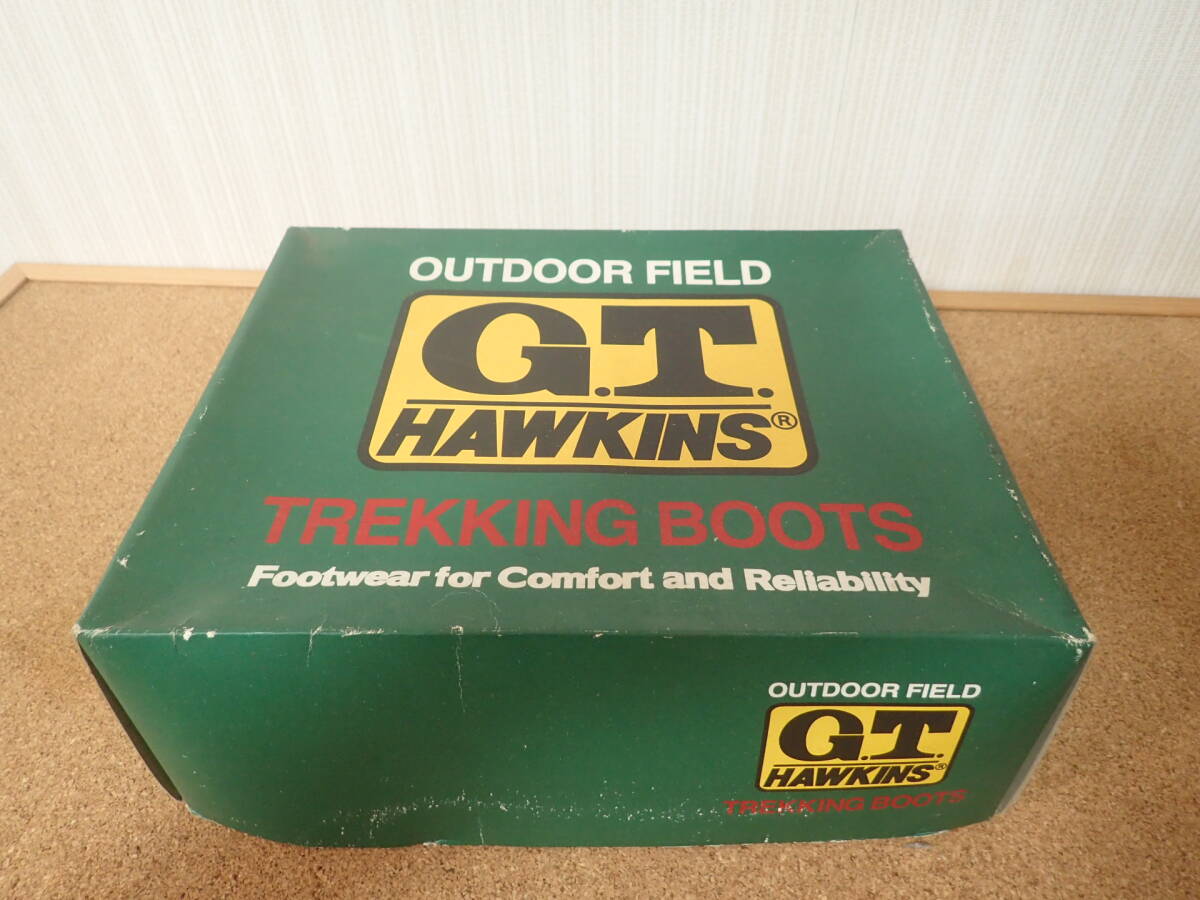 OUTDOOR FIELD
G.T.
HAWKINS®
TREKKING BOOTS
Footwear for Comfort and Reliability
OUTDOOR FIELD
G.T.
HAWKINS®
TREKKING BOOTS